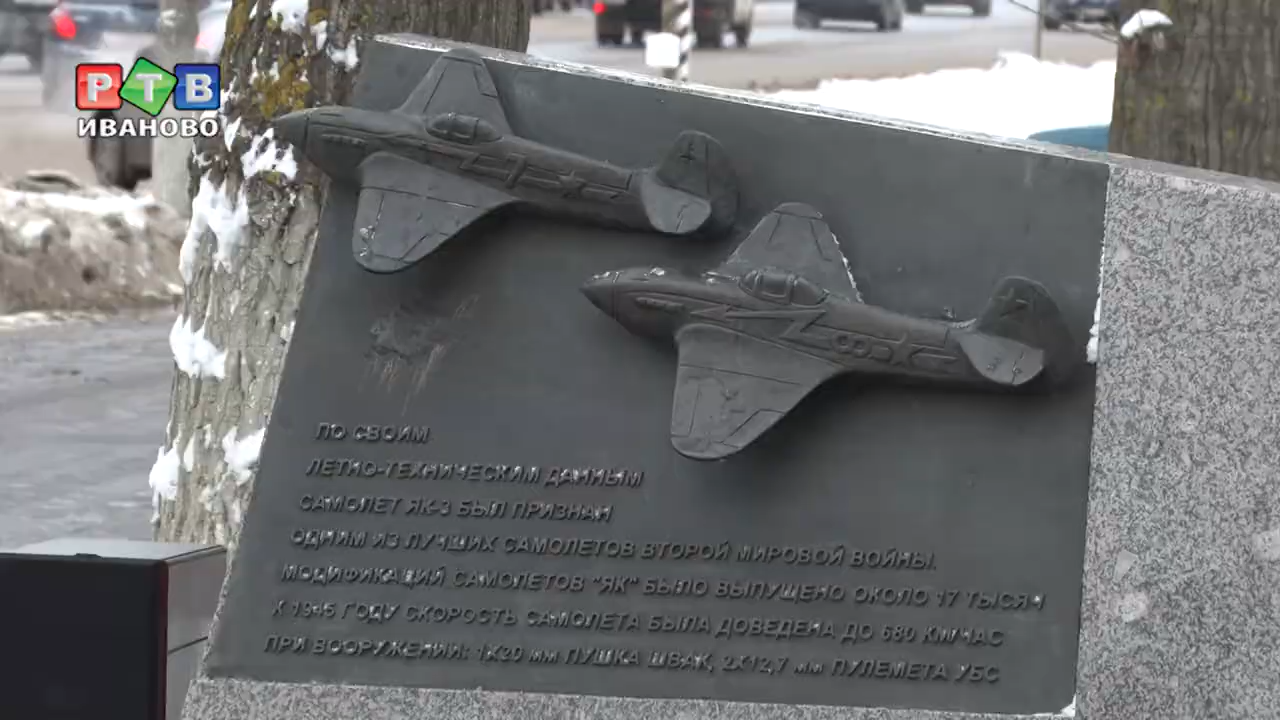 РТВ
ИВАНОВО
ПО СВОИМ
ЛЕТНО-ТЕХНИЧЕСКИМ ДАННЫМ
САМОЛЕТ ЯК-3 БЫЛ ПРИЗНАН
ОДНИМ ИЗ ЛУЧШИХ САМОЛЕТОВ ВТОРОЙ МИРОВОЙ ВОЙНЫ.
МОДИФИКАЦИЙ САМОЛЕТОВ "ЯК" БЫЛО ВЫПУЩЕНО ОКОЛО 17 ТЫСЯЧ
К 1945 ГОДУ СКОРОСТЬ САМОЛЕТА БЫЛА ДОВЕДЕНА ДО 680 КМ/ЧАС
ПРИ ВООРУЖЕНИИ: 1Х20 мм ПУШКА ШВАК, 2Х12,7 мм ПУЛЕМЕТА УБС